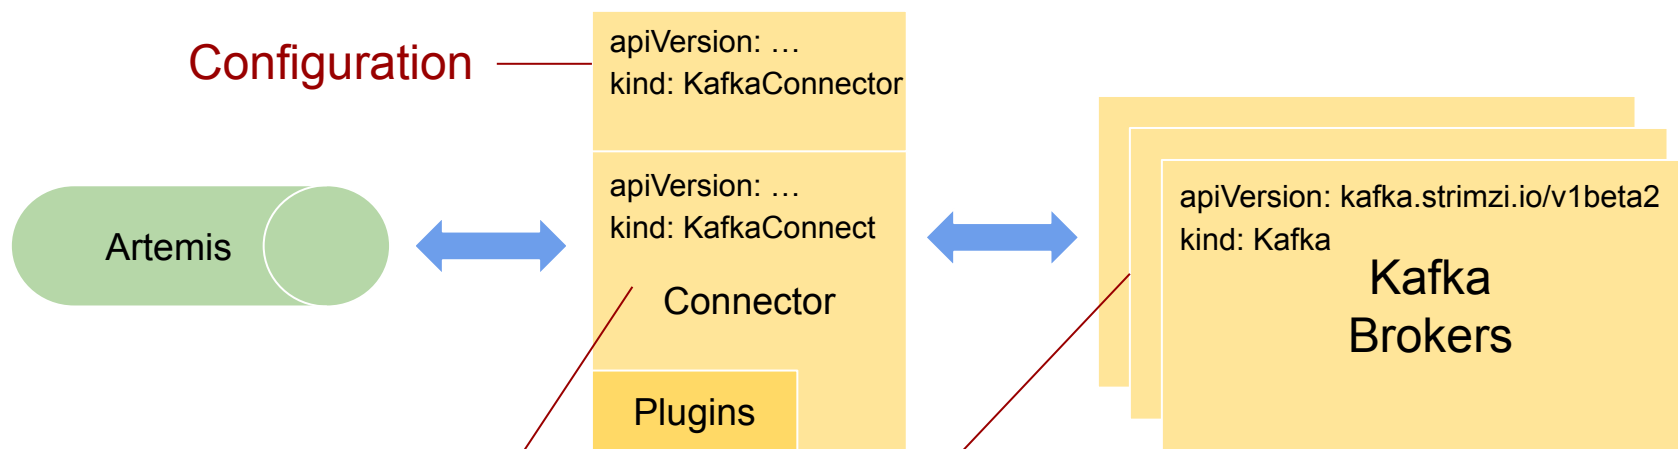 Configuration
apiVersion: …
kind: KafkaConnector
Artemis
apiVersion: …
kind: KafkaConnect
Connector
Plugins
apiVersion: kafka.strimzi.io/v1beta2
kind: Kafka
Kafka
Brokers